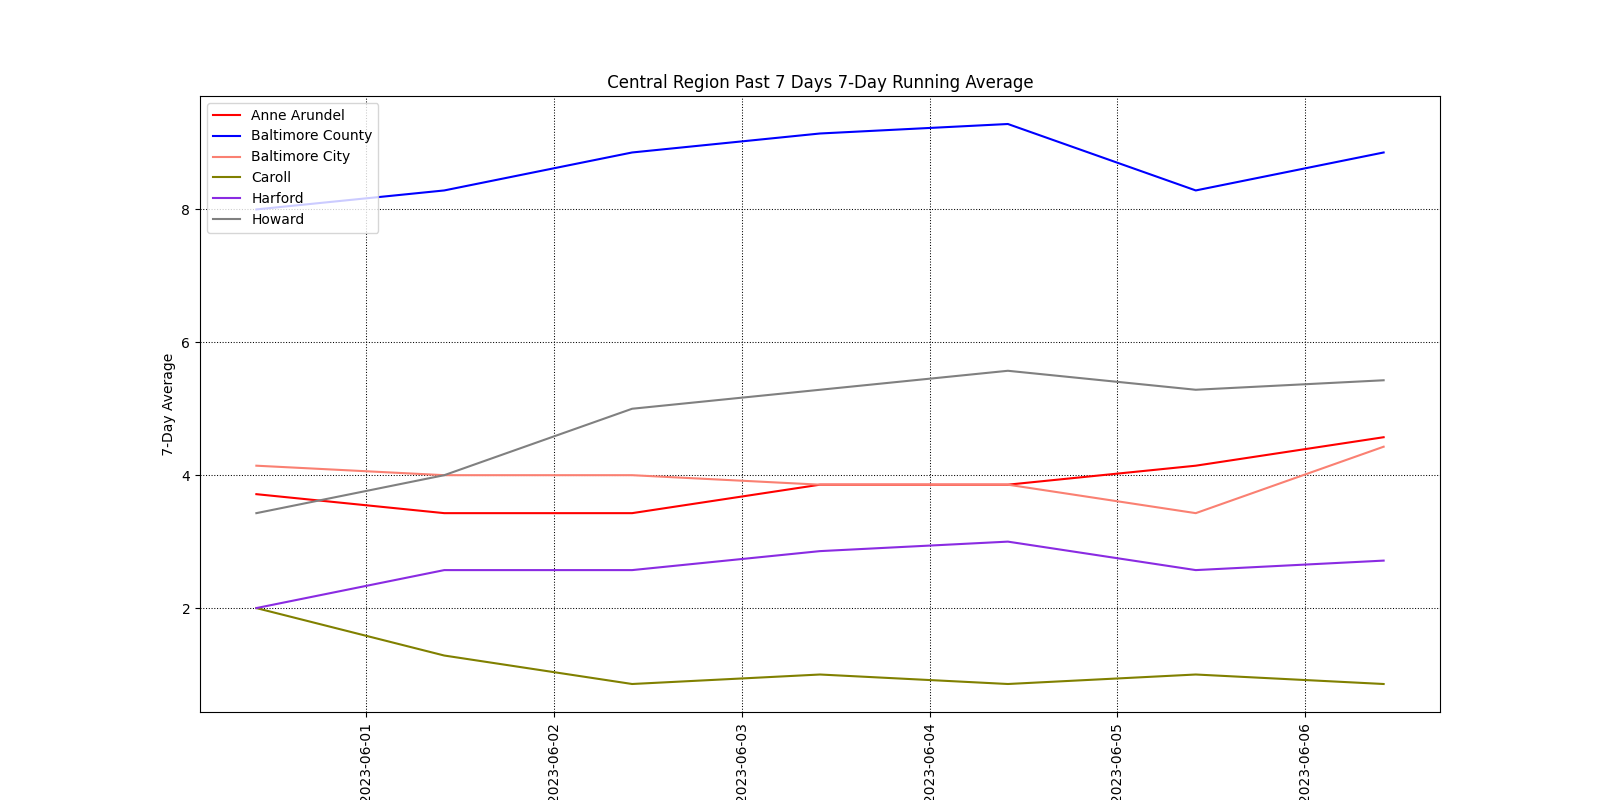 Central Region Past 7 Days 7-Day Running Average
Anne Arundel
Baltimore County
Baltimore City
Caroll
Harford
Howard
7-Day Average
8
6
4
2
2023-06-01
2023-06-02
2023-06-03
2023-06-04
2023-06-05
2023-06-06